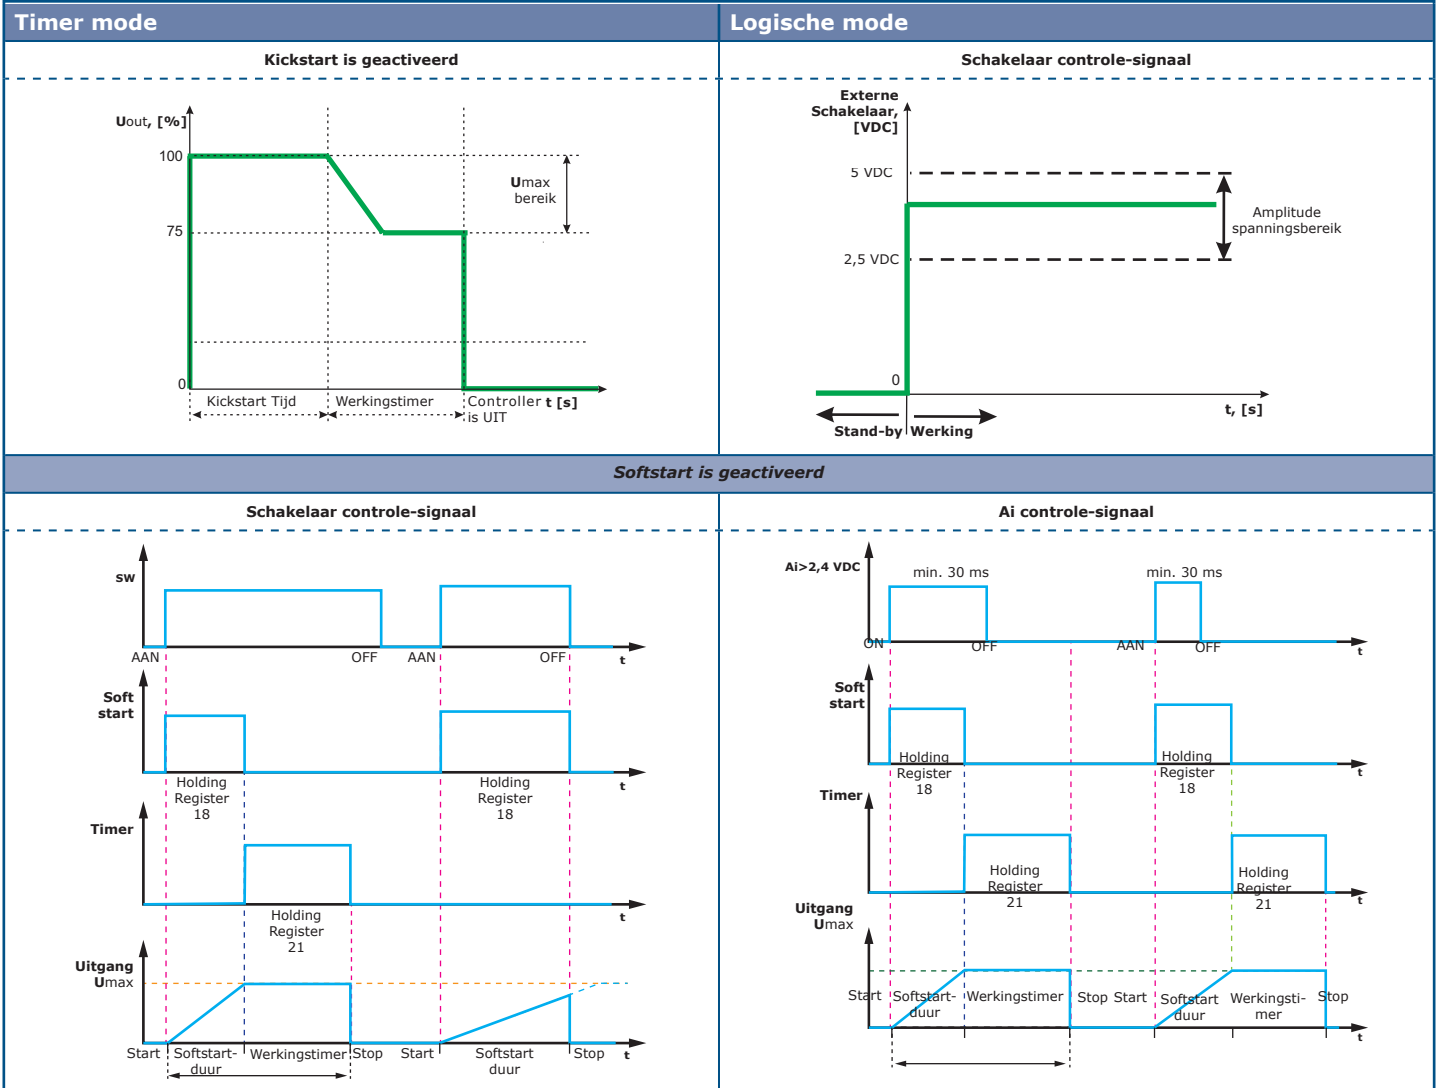 Timer mode
Logische mode
Kickstart is geactiveerd
Schakelaar controle-signaal
Uout, [%]
100
75
0
Umax
bereik
Kickstart Tijd
Werkingstimer
Controller
is UIT
t [s]
Externe
Schakelaar,
[VDC]
5 VDC
2,5 VDC
0
Amplitude
spanningsbereik
t, [s]
Stand-by
Werking
Softstart is geactiveerd
Schakelaar controle-signaal
Ai controle-signaal
sw
AAN
OFF
AAN
OFF
t
Soft
start
Holding
Register
18
Holding
Register
18
t
Timer
Holding
Register
21
t
Uitgang
Umax
Start
Softstart-
duur
Werkingstimer
Stop
Start
Softstart
duur
Stop
t
Ai>2,4 VDC
min. 30 ms
min. 30 ms
ON
OFF
AAN
OFF
t
Soft
start
Holding
Register
18
Holding
Register
18
t
Timer
Holding
Register
21
Holding
Register
21
t
Uitgang
Umax
Start
Softstart-
duur
Werkingstimer
Stop
Start
Softstart
duur
Werkingsti-
mer
Stop
t